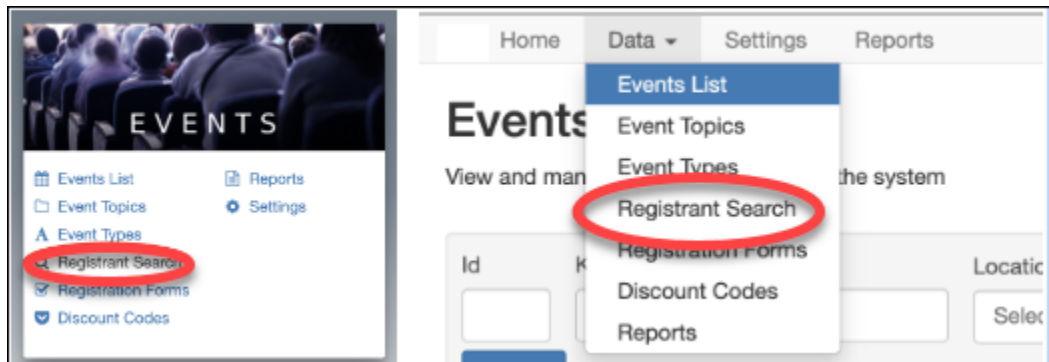 EVENTS
Events List
Reports
Event Topics
Settings
Event Types
Registrant Search
Registration Forms
Discount Codes
Home Data Settings Reports
Events List
Event Topics
Event Types
Registrant Search
Registration Forms
Discount Codes
Reports
Events
View and man
the system
Id
K
Locatio
Selec